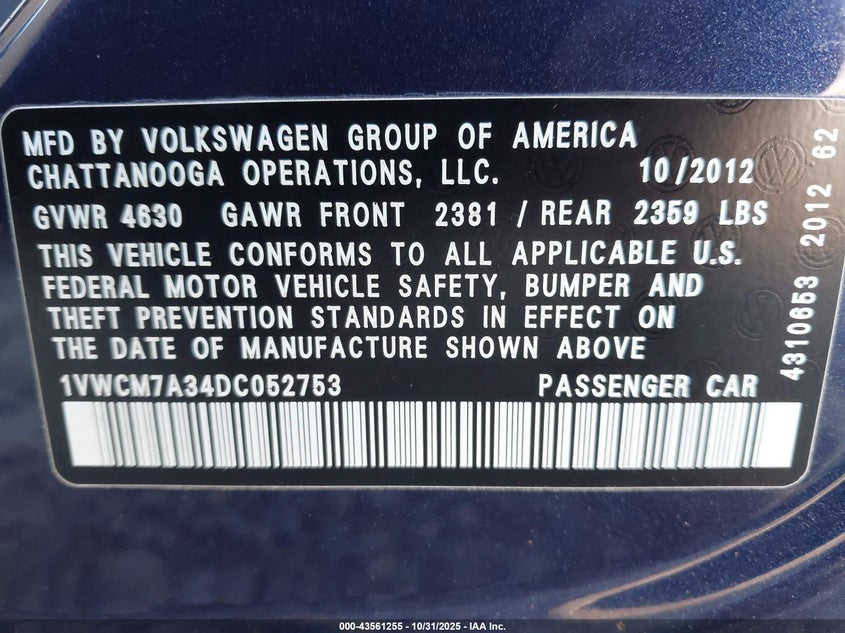 MFD BY VOLKSWAGEN GROUP OF AMERICA
CHATTANOOGA OPERATIONS, LLC. 10/2012
GVWR 4630 GAWR FRONT 2381 / REAR 2359 LBS
THIS VEHICLE CONFORMS TO ALL APPLICABLE U.S.
FEDERAL MOTOR VEHICLE SAFETY, BUMPER AND
THEFT PREVENTION STANDARDS IN EFFECT ON
THE DATE OF MANUFACTURE SHOWN ABOVE
1VWCM7A34DC052753 PASSENGER CAR
4310653 2012 62
000-43561255 - 10/31/2025 - IAA Inc.